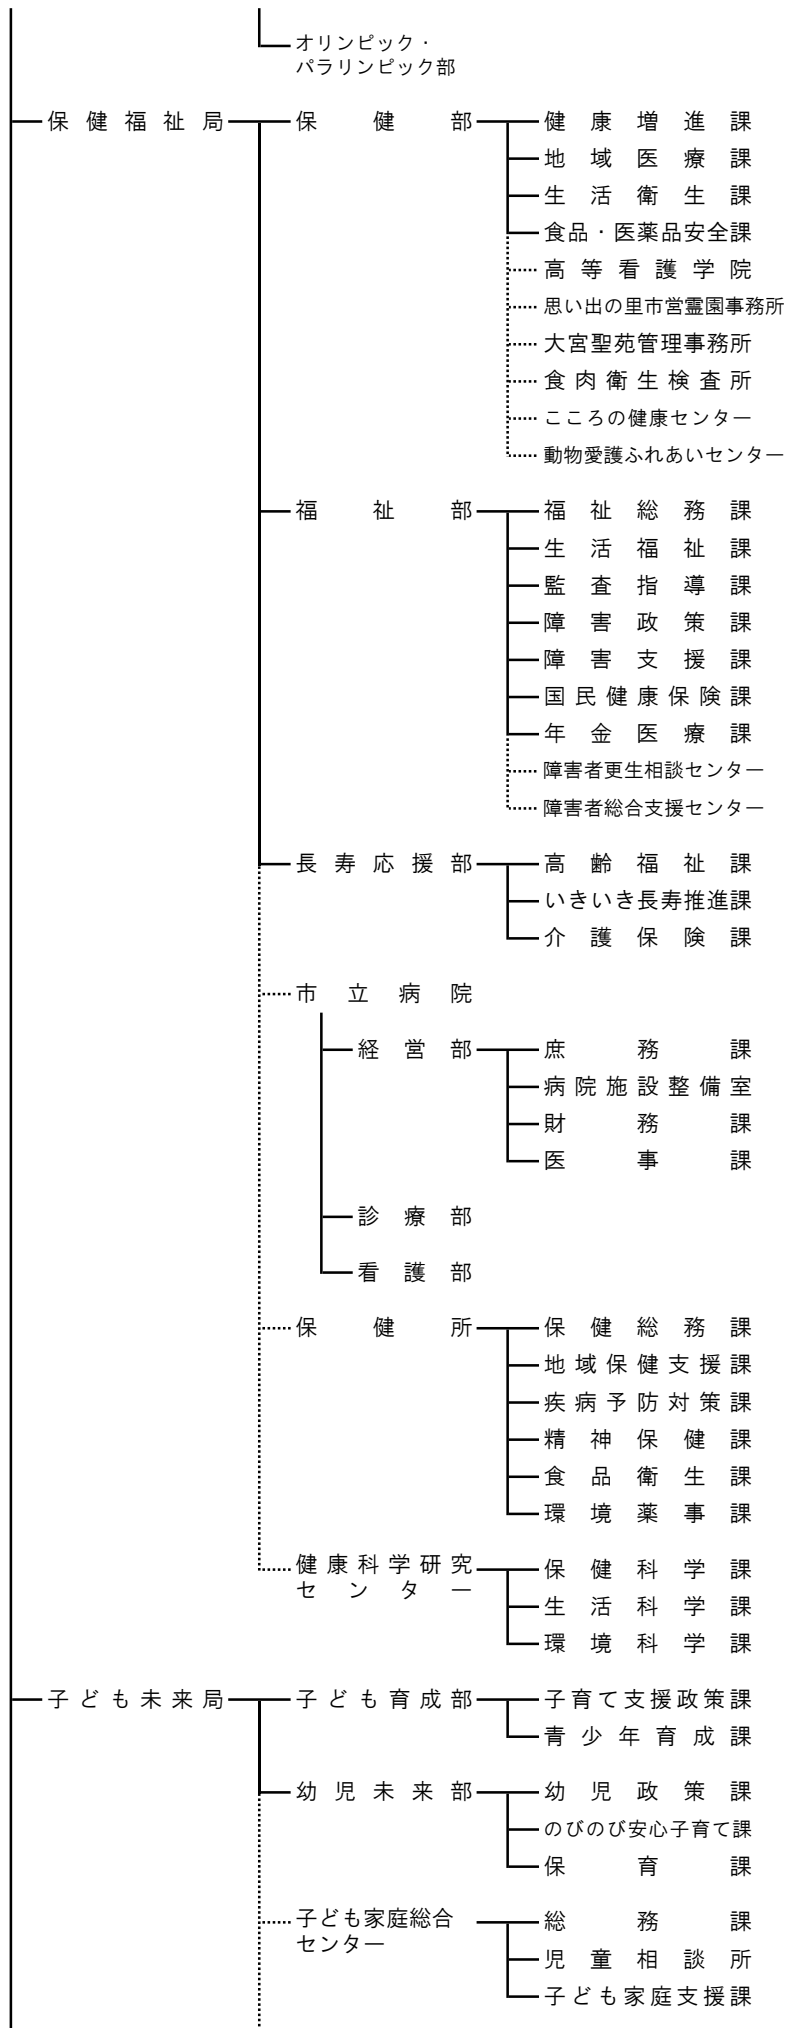 オリンピック・
パラリンピック部
保健福祉局 保健部 健康増進課
地域医療課
生活衛生課
食品・医薬品安全課
高等看護学院
思い出の里市営霊園事務所
大宮聖苑管理事務所
食肉衛生検査所
こころの健康センター
動物愛護ふれあいセンター
福祉部 福祉総務課
生活福祉課
監査指導課
障害政策課
障害支援課
国民健康保険課
年金医療課
障害者更生相談センター
障害者総合支援センター
長寿応援部 高齢福祉課
いきいき長寿推進課
介護保険課
市立病院
経営部 庶務課
病院施設整備室
財務課
医事課
診療部
看護部
保健所 保健総務課
地域保健支援課
疾病予防対策課
精神保健課
食品衛生課
環境薬事課
健康科学研究 保健科学課
センター
生活科学課
環境科学課
子ども未来局 子ども育成部 子育て支援政策課
青少年育成課
幼児未来部 幼児政策課
のびのび安心子育て課
保育課
子ども家庭総合 総務課
センター
児童相談所
子ども家庭支援課